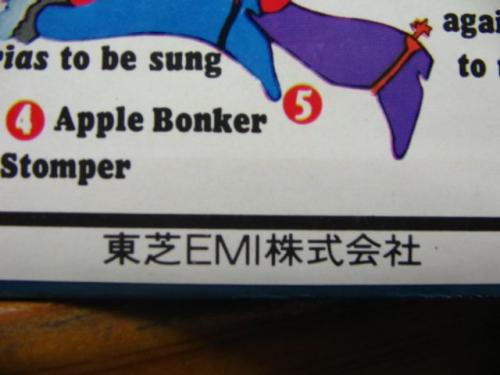 agai
rias to be sung
to
5
4 Apple Bonker
Stomper
東芝EMI株式会社